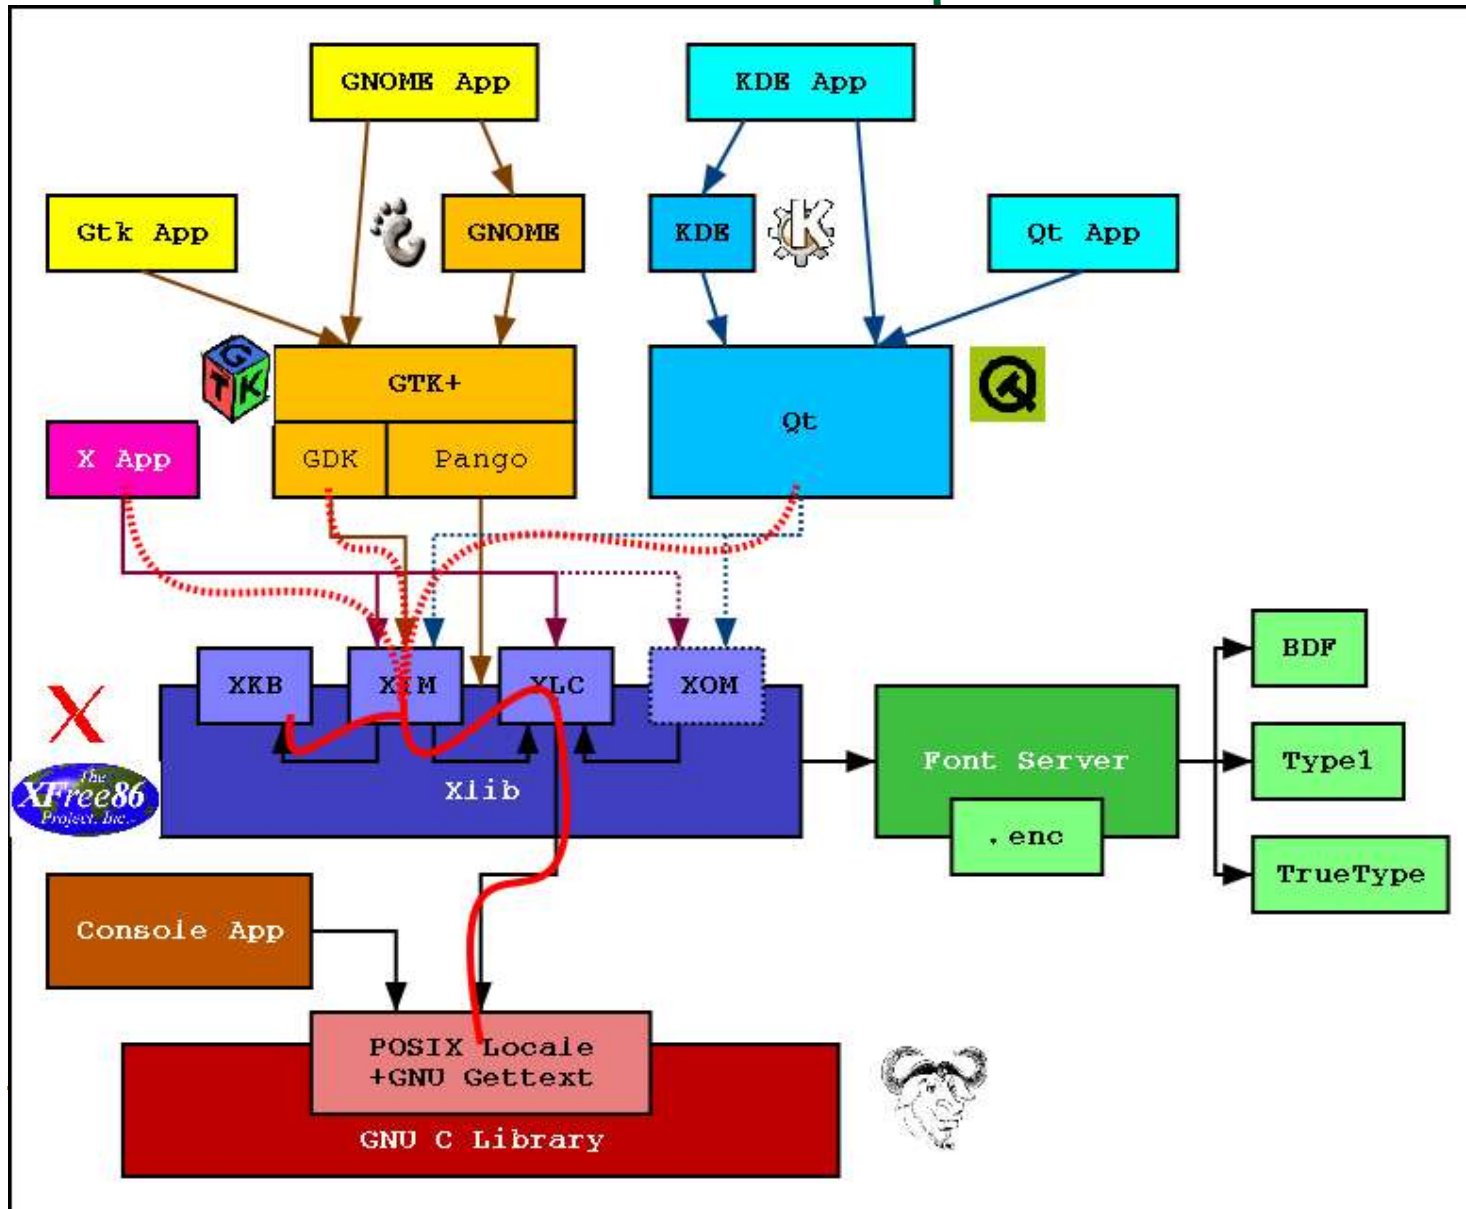 GNOME App
KDE App
Gtk App
GNOME
KDE
Qt App
G
T K
GTK+
Qt
X App
GDK
Pango
XKB
XIM
XLC
XOM
BDF
X
Font Server
Type1
The
XFree86
Project, Inc.
Xlib
.enc
TrueType
Console App
POSIX Locale
+GNU Gettext
GNU C Library